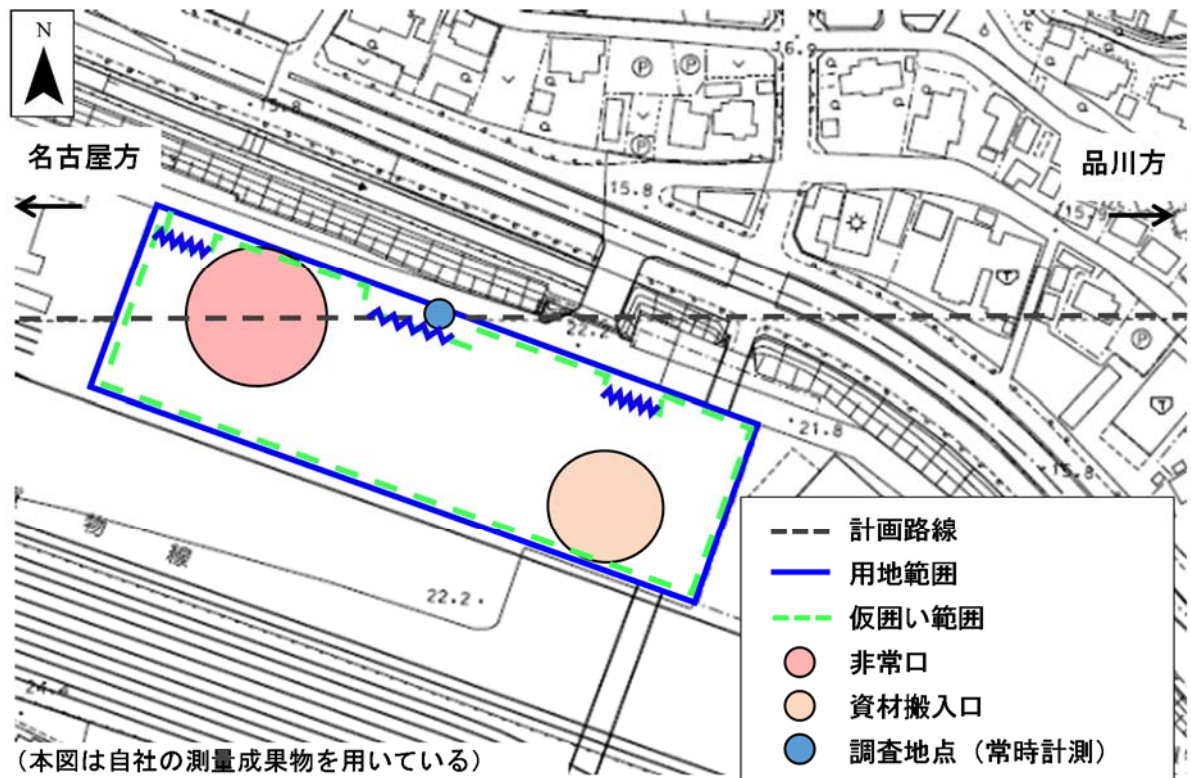 N
16.9
P
P
15.8
P
名古屋方
品川方
15.8
15.9
22.2
P
21.8
15.8
物
線
22.2
24.4
計画路線
用地範囲
仮囲い範囲
非常口
資材搬入口
調査地点（常時計測）
（本図は自社の測量成果物を用いている）